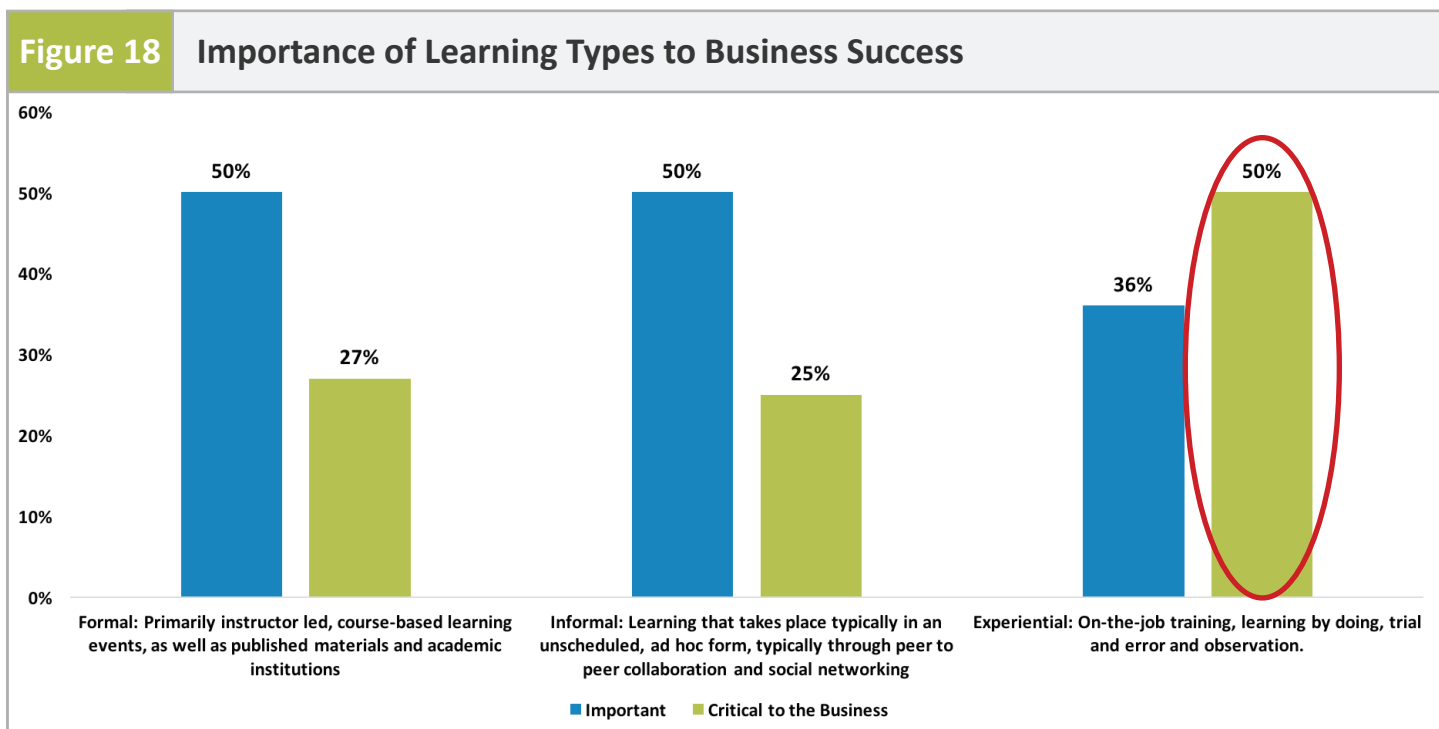 Figure 18 Importance of Learning Types to Business Success
60%
50%
40%
30%
20%
10%
0%
50%
27%
50%
25%
36%
50%
Formal: Primarily instructor led, course-based learning
events, as well as published materials and academic
institutions
Informal: Learning that takes place typically in an
unscheduled, ad hoc form, typically through peer to
peer collaboration and social networking
Experiential: On-the-job training, learning by doing, trial
and error and observation.
Important Critical to the Business